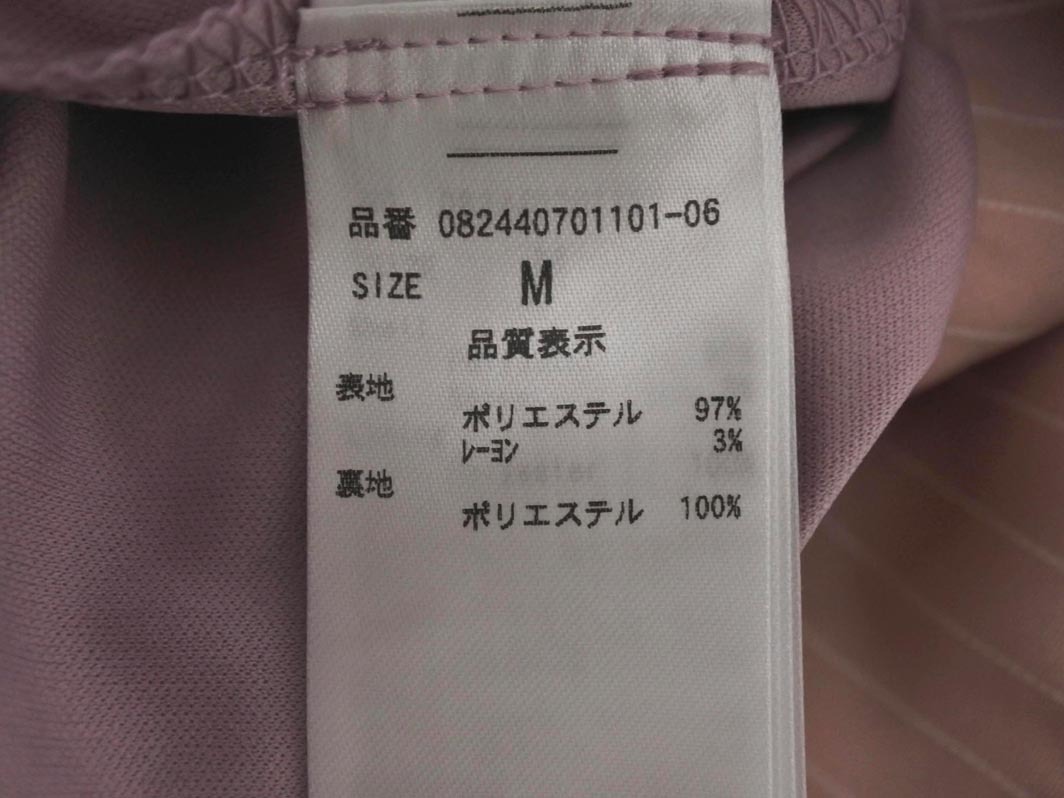 品番 082440701101-06
SIZE M
品質表示
表地
ポリエステル 97%
レーヨン 3%
裏地
ポリエステル 100%